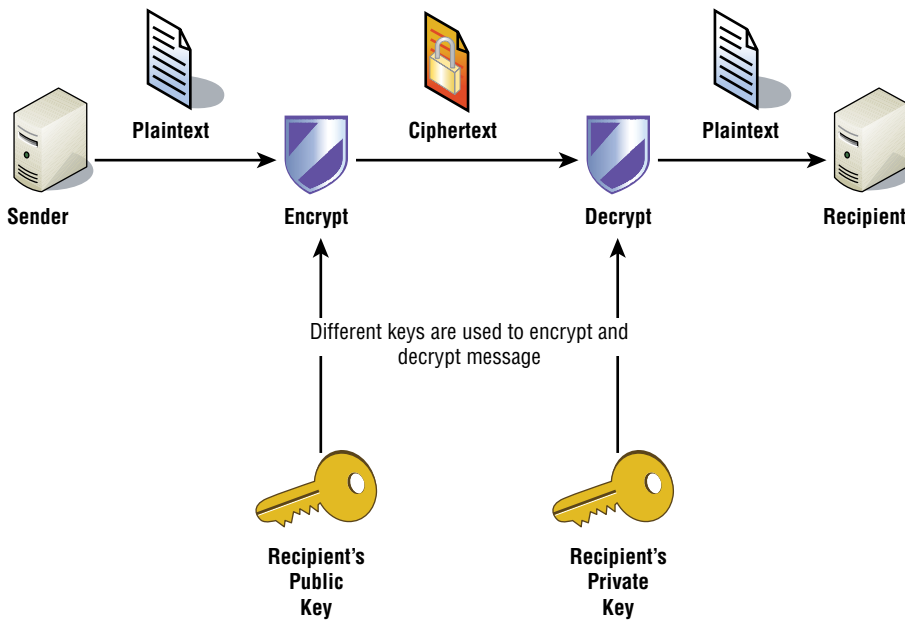 Plaintext
Ciphertext
Plaintext
Sender
Encrypt
Decrypt
Recipient
Different keys are used to encrypt and
decrypt message
Recipient's
Public
Key
Recipient's
Private
Key